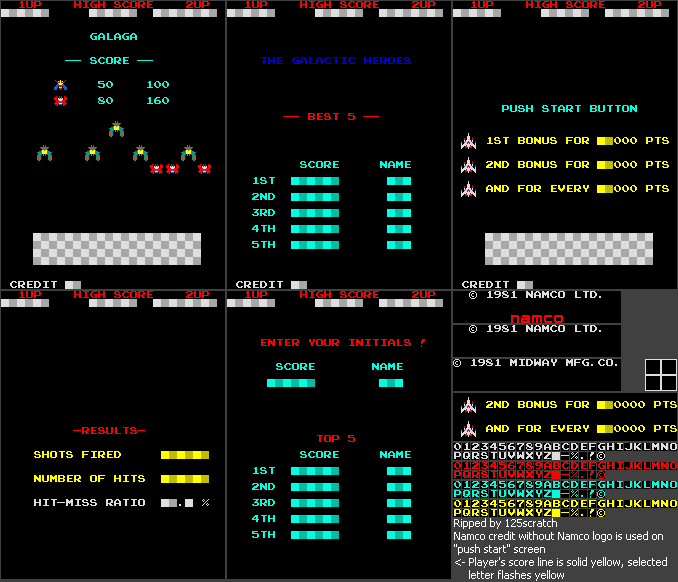 1UP HIGH SCORE 2UP
GALAGA
— SCORE —
50 100
80 160
CREDIT
1UP HIGH SCORE 2UP
THE GALACTIC HEROES
— BEST 5 —
SCORE NAME
1ST
2ND
3RD
4TH
5TH
CREDIT
1UP HIGH SCORE 2UP
PUSH START BUTTON
1ST BONUS FOR 000 PTS
2ND BONUS FOR 000 PTS
AND FOR EVERY 000 PTS
CREDIT
1UP HIGH SCORE 2UP
—RESULTS—
SHOTS FIRED
NUMBER OF HITS
HIT—MISS RATIO . %
1UP HIGH SCORE 2UP
ENTER YOUR INITIALS !
SCORE NAME
TOP 5
SCORE NAME
1ST
2ND
3RD
4TH
5TH
© 1981 NAMCO LTD.
namco
© 1981 NAMCO LTD.
© 1981 MIDWAY MFG.CO.
2ND BONUS FOR 0000 PTS
AND FOR EVERY 0000 PTS
0123456789ABCDEFGHIJKLMNO
PQRSTUVWXYZ —%.!©
0123456789ABCDEFGHIJKLMNO
PQRSTUVWXYZ —%.!©
0123456789ABCDEFGHIJKLMNO
PQRSTUVWXYZ —%.!©
0123456789ABCDEFGHIJKLMNO
PQRSTUVWXYZ —%.!©
Ripped by 125scratch
Namco credit without Namco logo is used on
"push start" screen
<- Player's score line is solid yellow, selected
letter flashes yellow